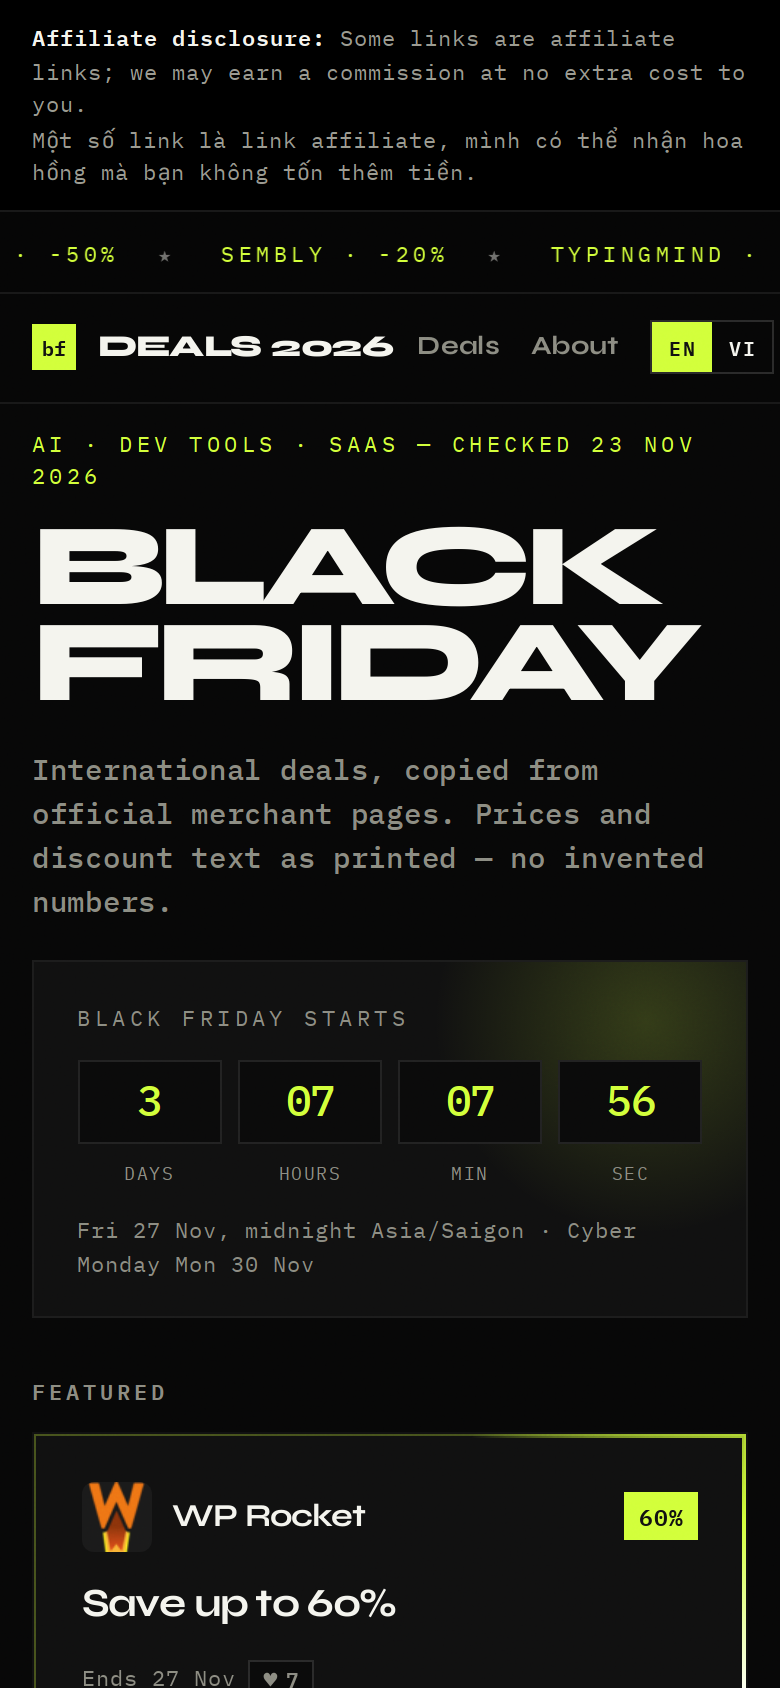 Affiliate disclosure: Some links are affiliate
links; we may earn a commission at no extra cost to
you.
Một số link là link affiliate, mình có thể nhận hoa
hồng mà bạn không tốn thêm tiền.
· -50% ★ SEMBLY · -20% ★ TYPINGMIND ·
bf DEALS 2026 Deals About EN VI
AI · DEV TOOLS · SAAS — CHECKED 23 NOV
2026
BLACK
FRIDAY
International deals, copied from
official merchant pages. Prices and
discount text as printed — no invented
numbers.
BLACK FRIDAY STARTS
3 07 07 56
DAYS HOURS MIN SEC
Fri 27 Nov, midnight Asia/Saigon · Cyber
Monday Mon 30 Nov
FEATURED
WP Rocket 60%
Save up to 60%
Ends 27 Nov ♥ 7